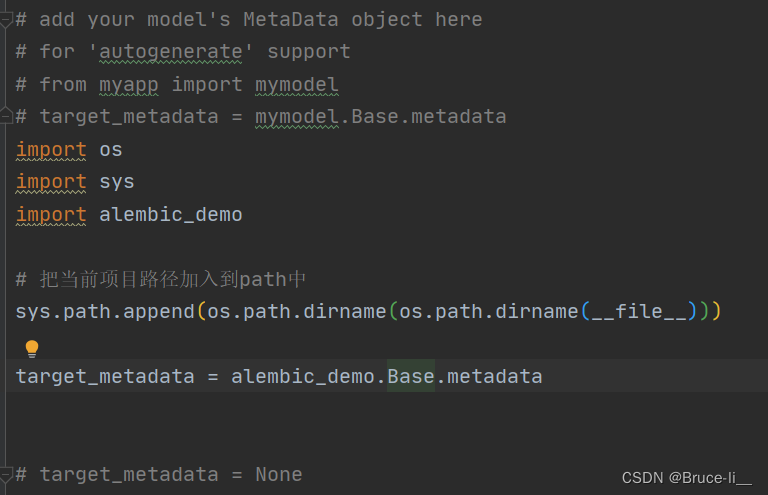 # add your model's MetaData object here
# for 'autogenerate' support
# from myapp import mymodel
# target_metadata = mymodel.Base.metadata
import os
import sys
import alembic_demo
# 把当前项目路径加入到path中
sys.path.append(os.path.dirname(os.path.dirname(__file__)))
target_metadata = alembic_demo.Base.metadata
# target_metadata = None
CSDN @Bruce-li__